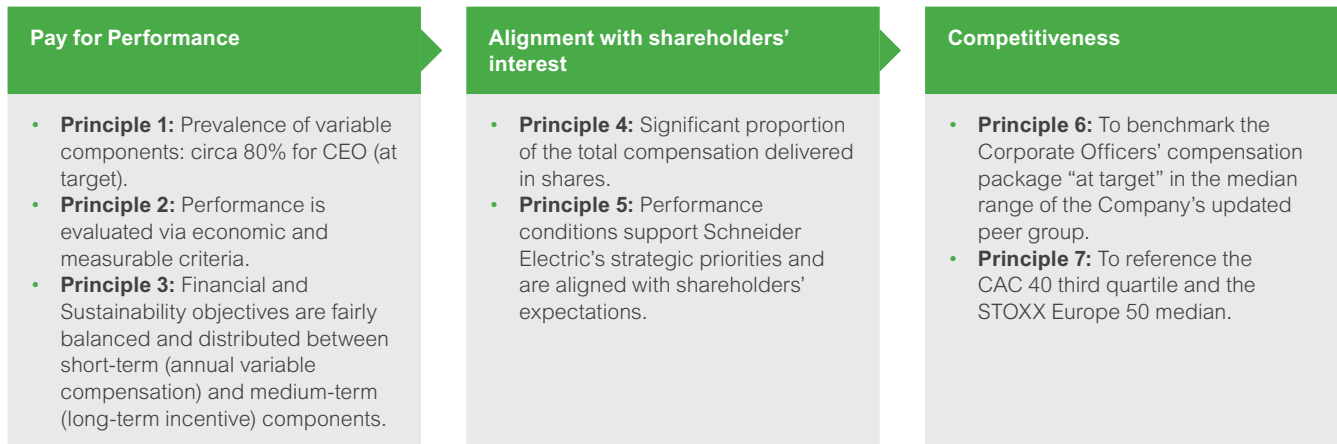 Pay for Performance
• Principle 1: Prevalence of variable
components: circa 80% for CEO (at
target).
• Principle 2: Performance is
evaluated via economic and
measurable criteria.
• Principle 3: Financial and
Sustainability objectives are fairly
balanced and distributed between
short-term (annual variable
compensation) and medium-term
(long-term incentive) components.
Alignment with shareholders’
interest
• Principle 4: Significant proportion
of the total compensation delivered
in shares.
• Principle 5: Performance
conditions support Schneider
Electric’s strategic priorities and
are aligned with shareholders’
expectations.
Competitiveness
• Principle 6: To benchmark the
Corporate Officers’ compensation
package “at target” in the median
range of the Company’s updated
peer group.
• Principle 7: To reference the
CAC 40 third quartile and the
STOXX Europe 50 median.